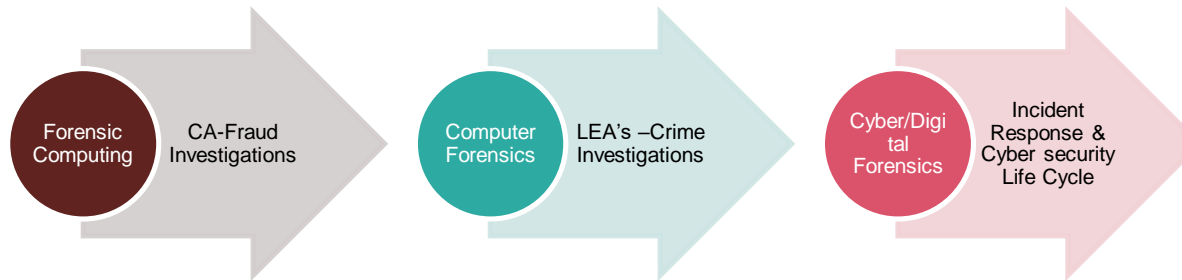 Forensic
Computing
CA-Fraud
Investigations
Computer
Forensics
LEA's –Crime
Investigations
Cyber/Digi
tal
Forensics
Incident
Response &
Cyber security
Life Cycle